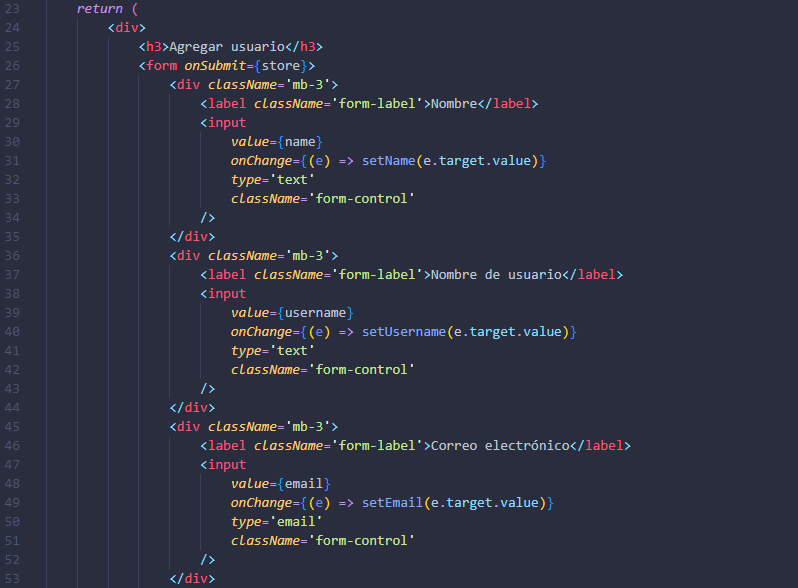 23 return (
24 <div>
25 <h3>Agregar usuario</h3>
26 <form onSubmit={store}>
27 <div className='mb-3'>
28 <label className='form-label'>Nombre</label>
29 <input
30 value={name}
31 onChange={(e) => setName(e.target.value)}
32 type='text'
33 className='form-control'
34 />
35 </div>
36 <div className='mb-3'>
37 <label className='form-label'>Nombre de usuario</label>
38 <input
39 value={username}
40 onChange={(e) => setUsername(e.target.value)}
41 type='text'
42 className='form-control'
43 />
44 </div>
45 <div className='mb-3'>
46 <label className='form-label'>Correo electrónico</label>
47 <input
48 value={email}
49 onChange={(e) => setEmail(e.target.value)}
50 type='email'
51 className='form-control'
52 />
53 </div>